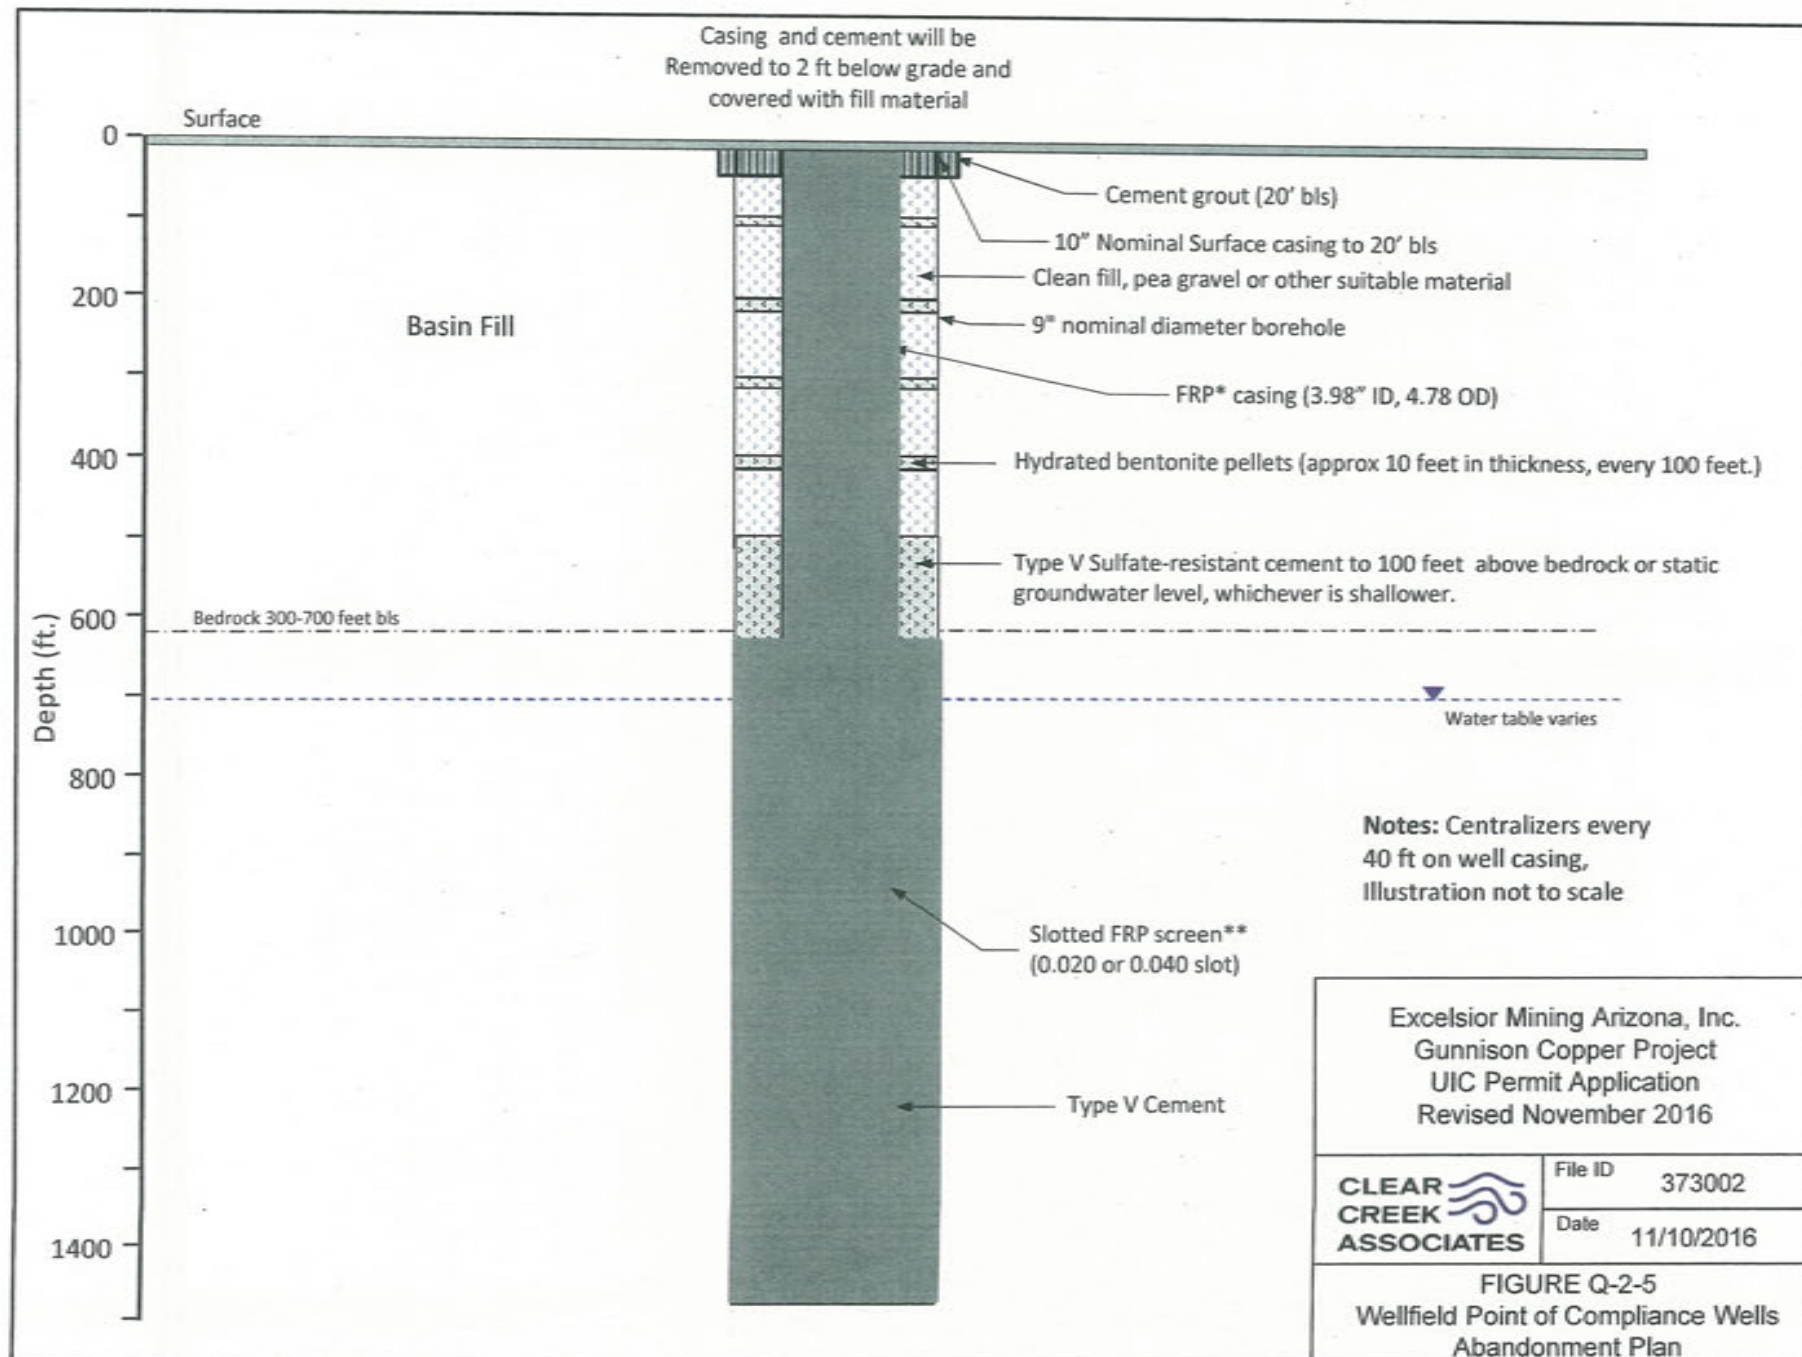 Casing and cement will be
Removed to 2 ft below grade and
covered with fill material
Surface
0
200
400
600
800
1000
1200
1400
Depth (ft.)
Basin Fill
Cement grout (20' bls)
10" Nominal Surface casing to 20' bls
Clean fill, pea gravel or other suitable material
9" nominal diameter borehole
FRP* casing (3.98" ID, 4.78 OD)
Hydrated bentonite pellets (approx 10 feet in thickness, every 100 feet.)
Type V Sulfate-resistant cement to 100 feet above bedrock or static
groundwater level, whichever is shallower.
Bedrock 300-700 feet bls
Water table varies
Notes: Centralizers every
40 ft on well casing,
Illustration not to scale
Slotted FRP screen**
(0.020 or 0.040 slot)
Type V Cement
Excelsior Mining Arizona, Inc.
Gunnison Copper Project
UIC Permit Application
Revised November 2016
CLEAR
CREEK
ASSOCIATES
File ID 373002
Date 11/10/2016
FIGURE Q-2-5
Wellfield Point of Compliance Wells
Abandonment Plan